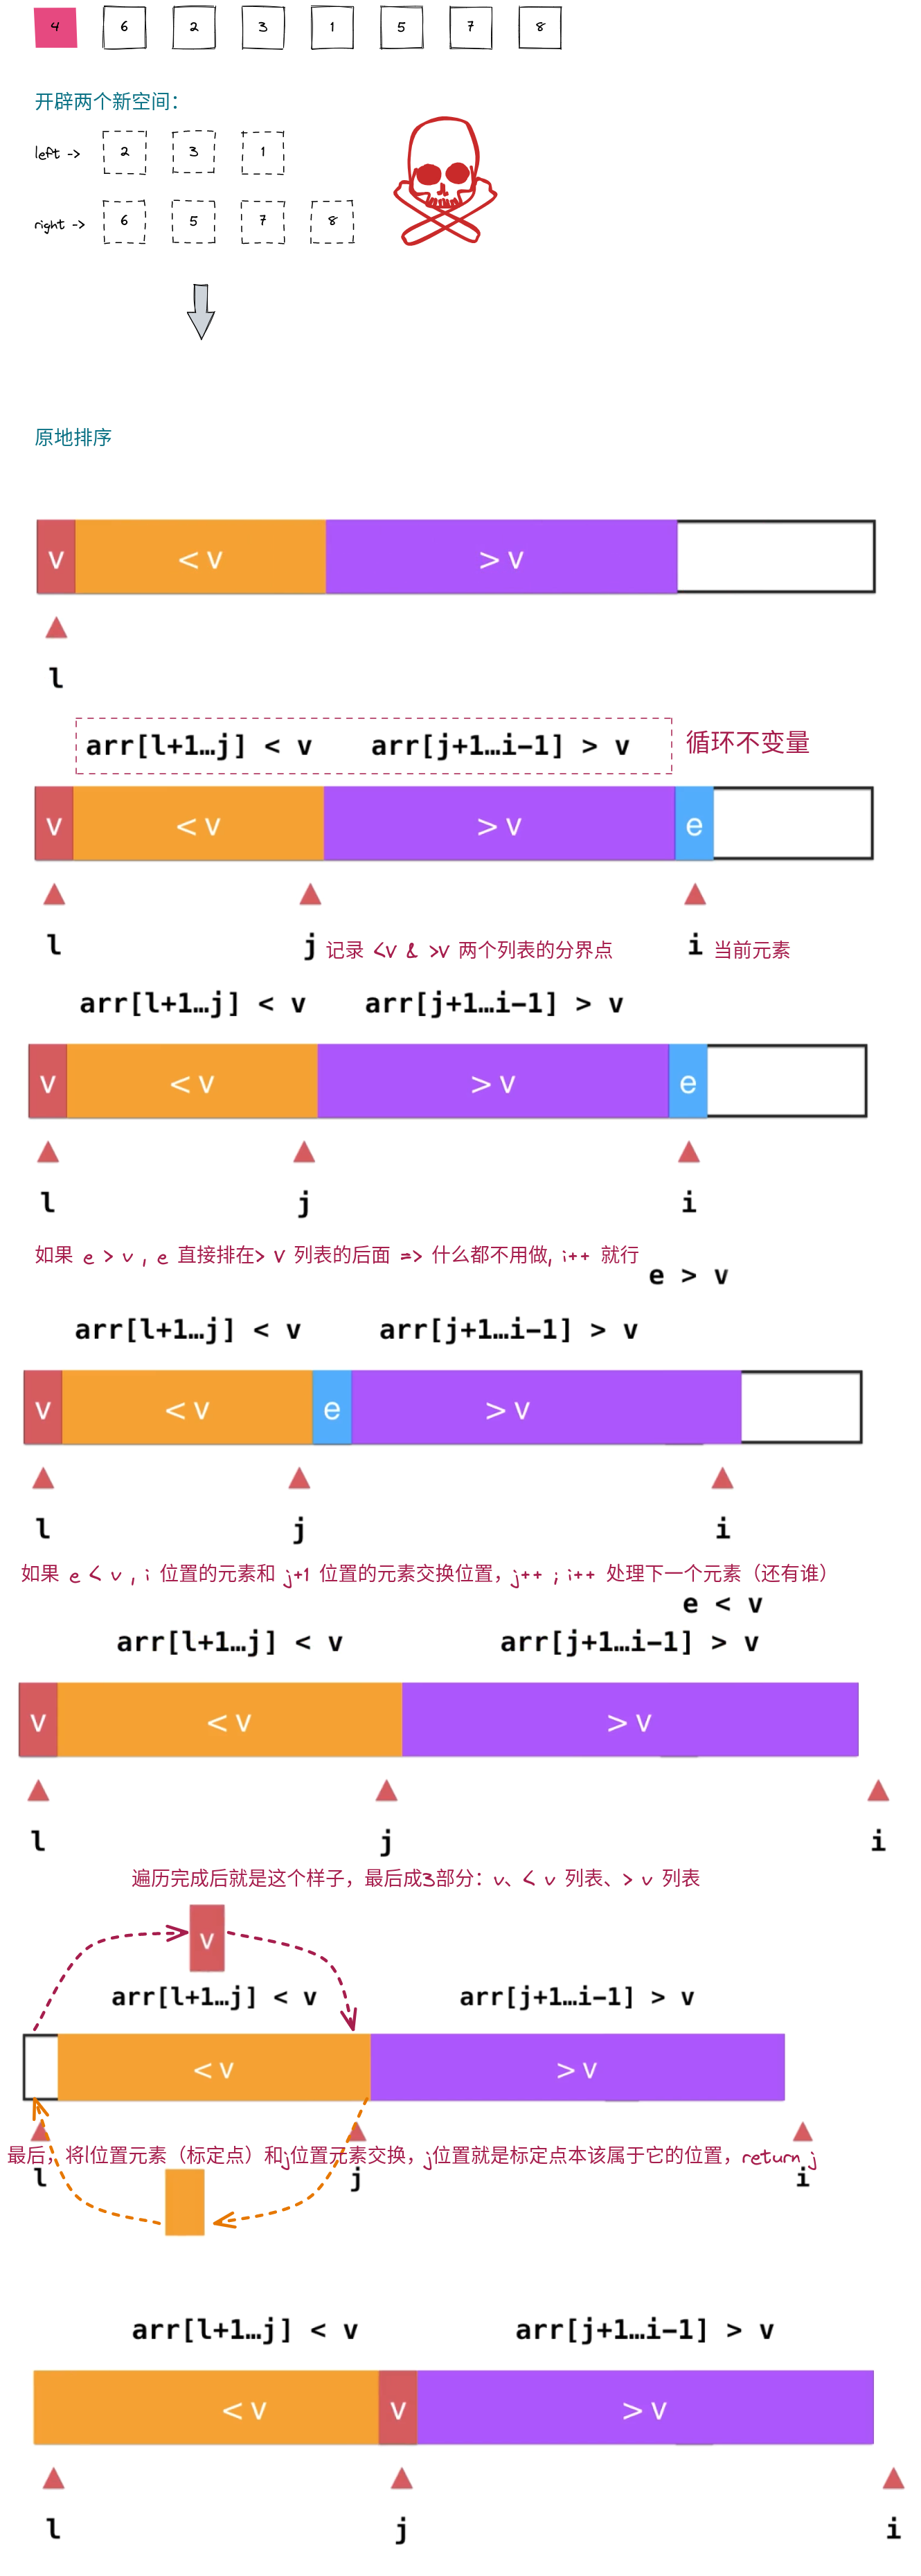 4 6 2 3 1 5 7 8
开辟两个新空间：
left -> 2 3 1
right -> 6 5 7 8
原地排序
v < v > v
l
arr[l+1…j] < v arr[j+1…i-1] > v 循环不变量
v < v > v e
l j 记录 <v & >v 两个列表的分界点 i 当前元素
arr[l+1…j] < v arr[j+1…i-1] > v
v < v > v e
l j i
如果 e > v , e 直接排在> v 列表的后面 => 什么都不用做, i++ 就行
e > v
arr[l+1…j] < v arr[j+1…i-1] > v
v < v e > v
l j i
如果 e < v , i 位置的元素和 j+1 位置的元素交换位置，j++ ; i++ 处理下一个元素（还有谁）
e < v
arr[l+1…j] < v arr[j+1…i-1] > v
v < v > v
l j i
遍历完成后就是这个样子，最后成3部分：v、< v 列表、> v 列表
v
arr[l+1…j] < v arr[j+1…i-1] > v
< v > v
最后，将l位置元素（标定点）和j位置元素交换，j位置就是标定点本该属于它的位置，return j
l j i
arr[l+1…j] < v arr[j+1…i-1] > v
< v v > v
l j i